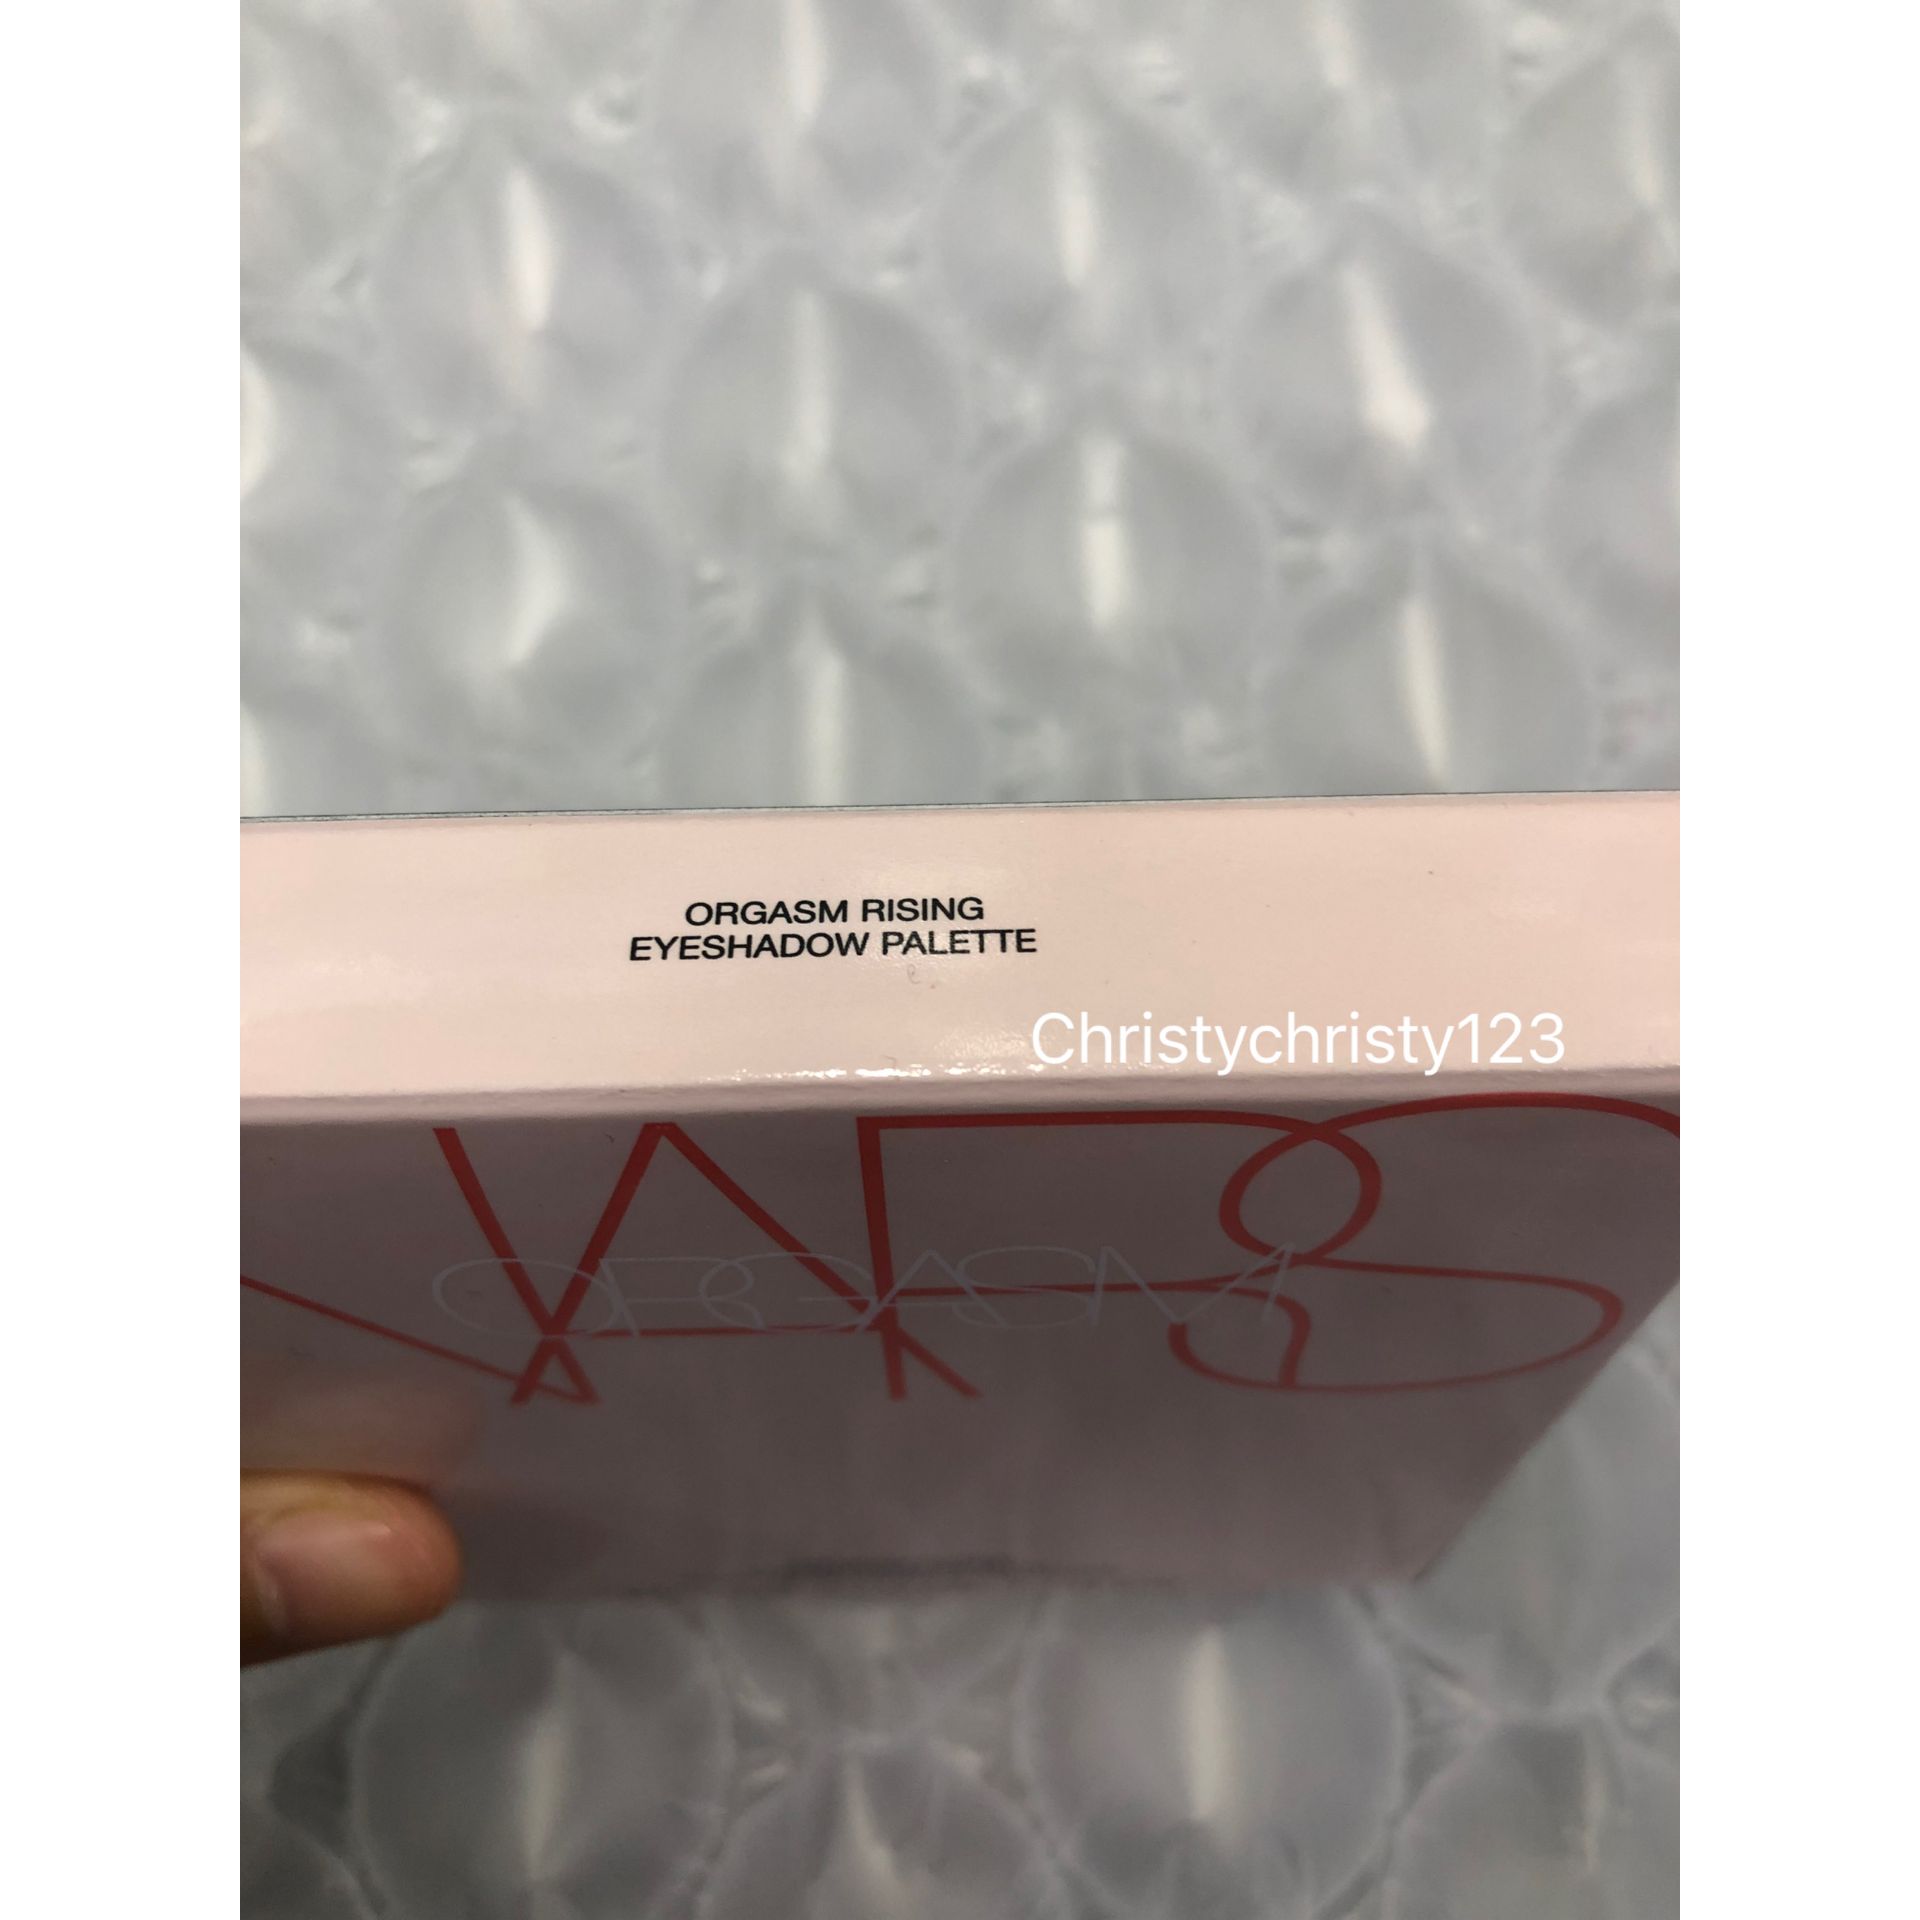 ORGASM RISING
EYESHADOW PALETTE
Christychristy123
NARS
ORGASM